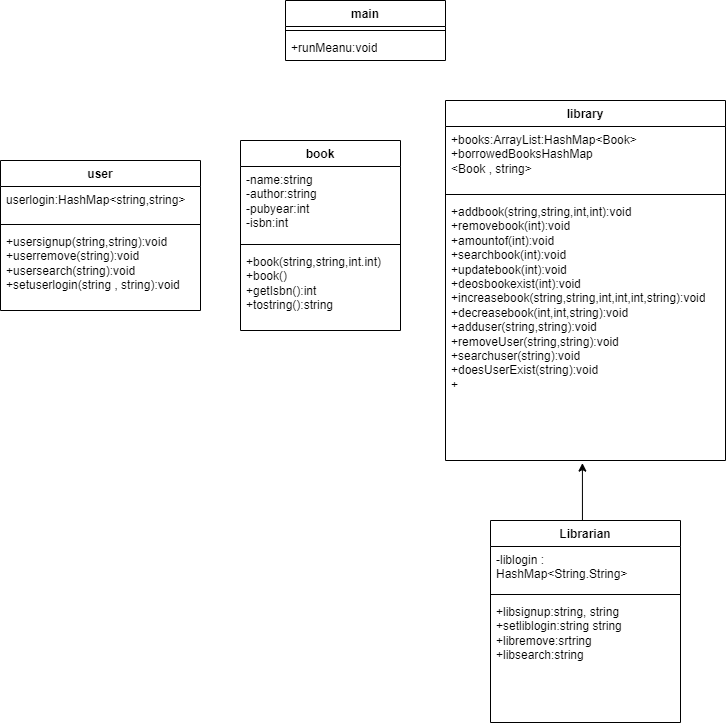 main
+runMeanu:void
library
+books:ArrayList:HashMap<Book>
+borrowedBooksHashMap
<Book , string>
+addbook(string,string,int,int):void
+removebook(int):void
+amountof(int):void
+searchbook(int):void
+updatebook(int):void
+deosbookexist(int):void
+increasebook(string,string,int,int,int,string):void
+decreasebook(int,int,string):void
+adduser(string,string):void
+removeUser(string,string):void
+searchuser(string):void
+doesUserExist(string):void
+
book
-name:string
-author:string
-pubyear:int
-isbn:int
+book(string,string,int.int)
+book()
+getIsbn():int
+tostring():string
user
userlogin:HashMap<string,string>
+usersignup(string,string):void
+userremove(string):void
+usersearch(string):void
+setuserlogin(string , string):void
Librarian
-liblogin :
HashMap<String.String>
+libsignup:string, string
+setliblogin:string string
+libremove:srtring
+libsearch:string